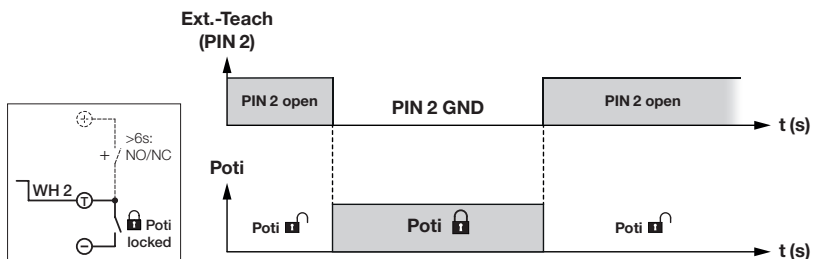 Ext.-Teach
(PIN 2)
PIN 2 open
PIN 2 GND
PIN 2 open
t (s)
>6s:
+ NO/NC
WH 2
T
Poti
locked
Poti
Poti
Poti
Poti
t (s)